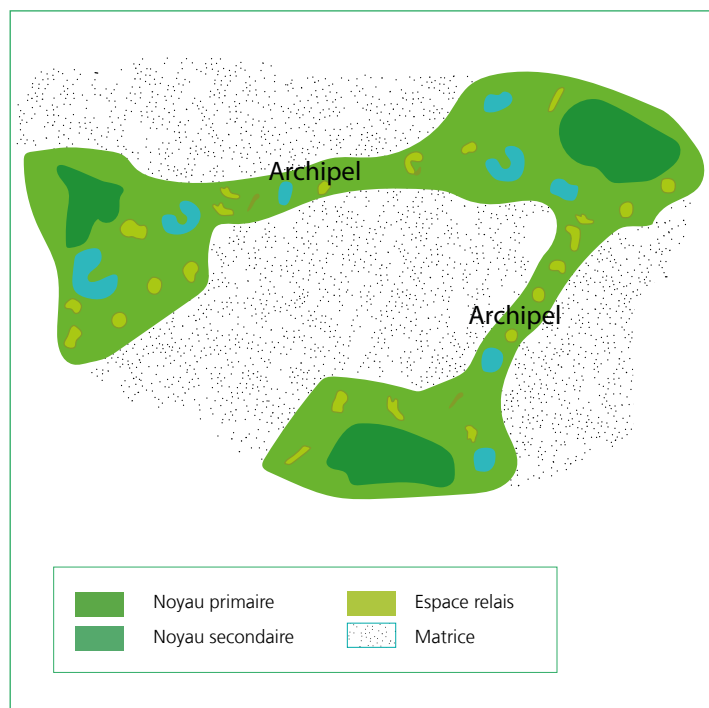 Archipel
Archipel
Noyau primaire
Espace relais
Noyau secondaire
Matrice